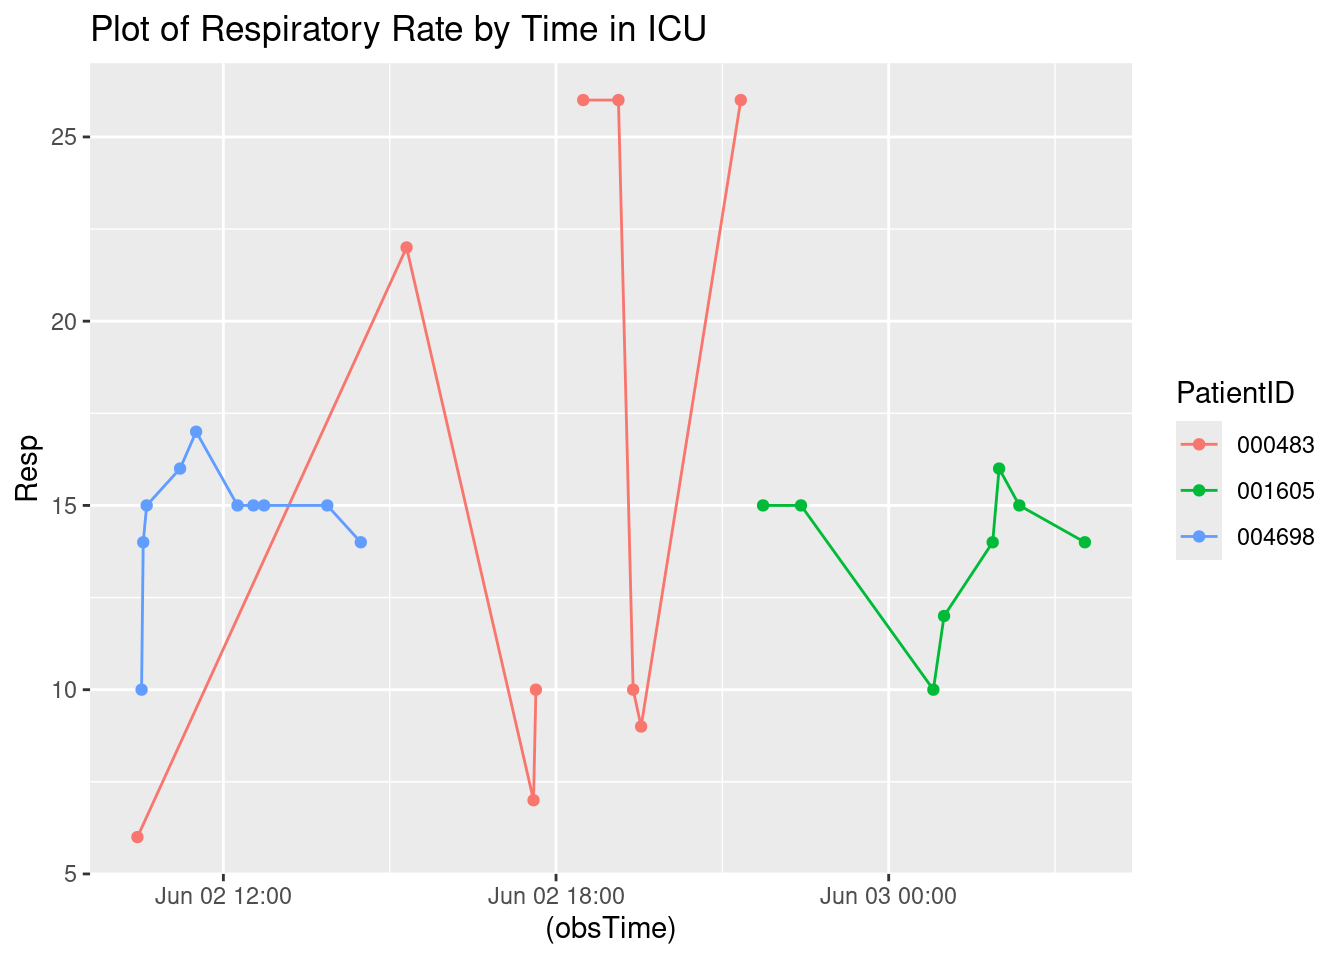 Plot of Respiratory Rate by Time in ICU
25
20
15
10
5
Resp
Jun 02 12:00
Jun 02 18:00
Jun 03 00:00
(obsTime)
PatientID
000483
001605
004698